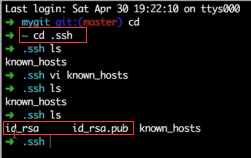 Last login: Sat Apr 30 19:22:10 on ttys000
➜ mygit git:(master) cd
➜ ~ cd .ssh
➜ .ssh ls
known_hosts
➜ .ssh vi known_hosts
➜ .ssh ls
known_hosts
➜ .ssh ls
id_rsa id_rsa.pub known_hosts
➜ .ssh